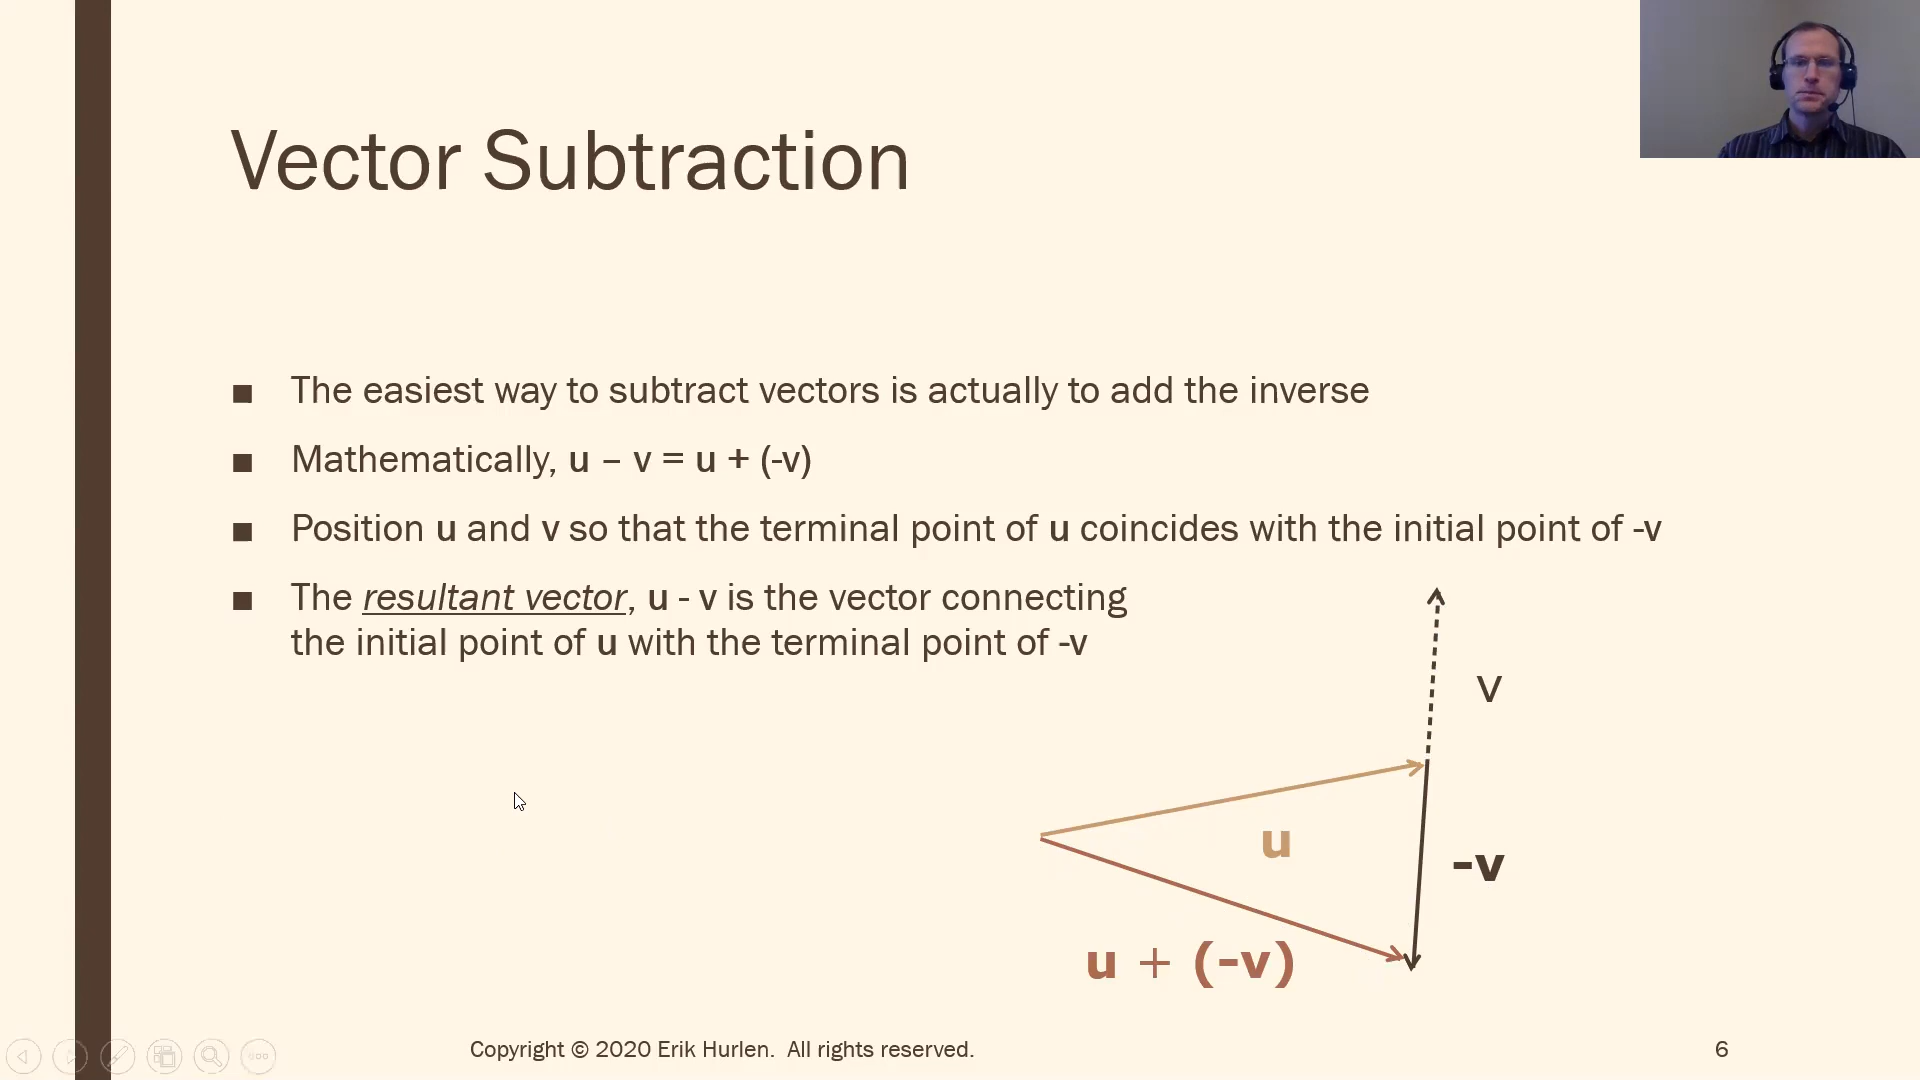 Vector Subtraction
■ The easiest way to subtract vectors is actually to add the inverse
■ Mathematically, u – v = u + (-v)
■ Position u and v so that the terminal point of u coincides with the initial point of -v
■ The resultant vector, u - v is the vector connecting
the initial point of u with the terminal point of -v
v
u
-v
u + (-v)
Copyright © 2020 Erik Hurlen.  All rights reserved.
6